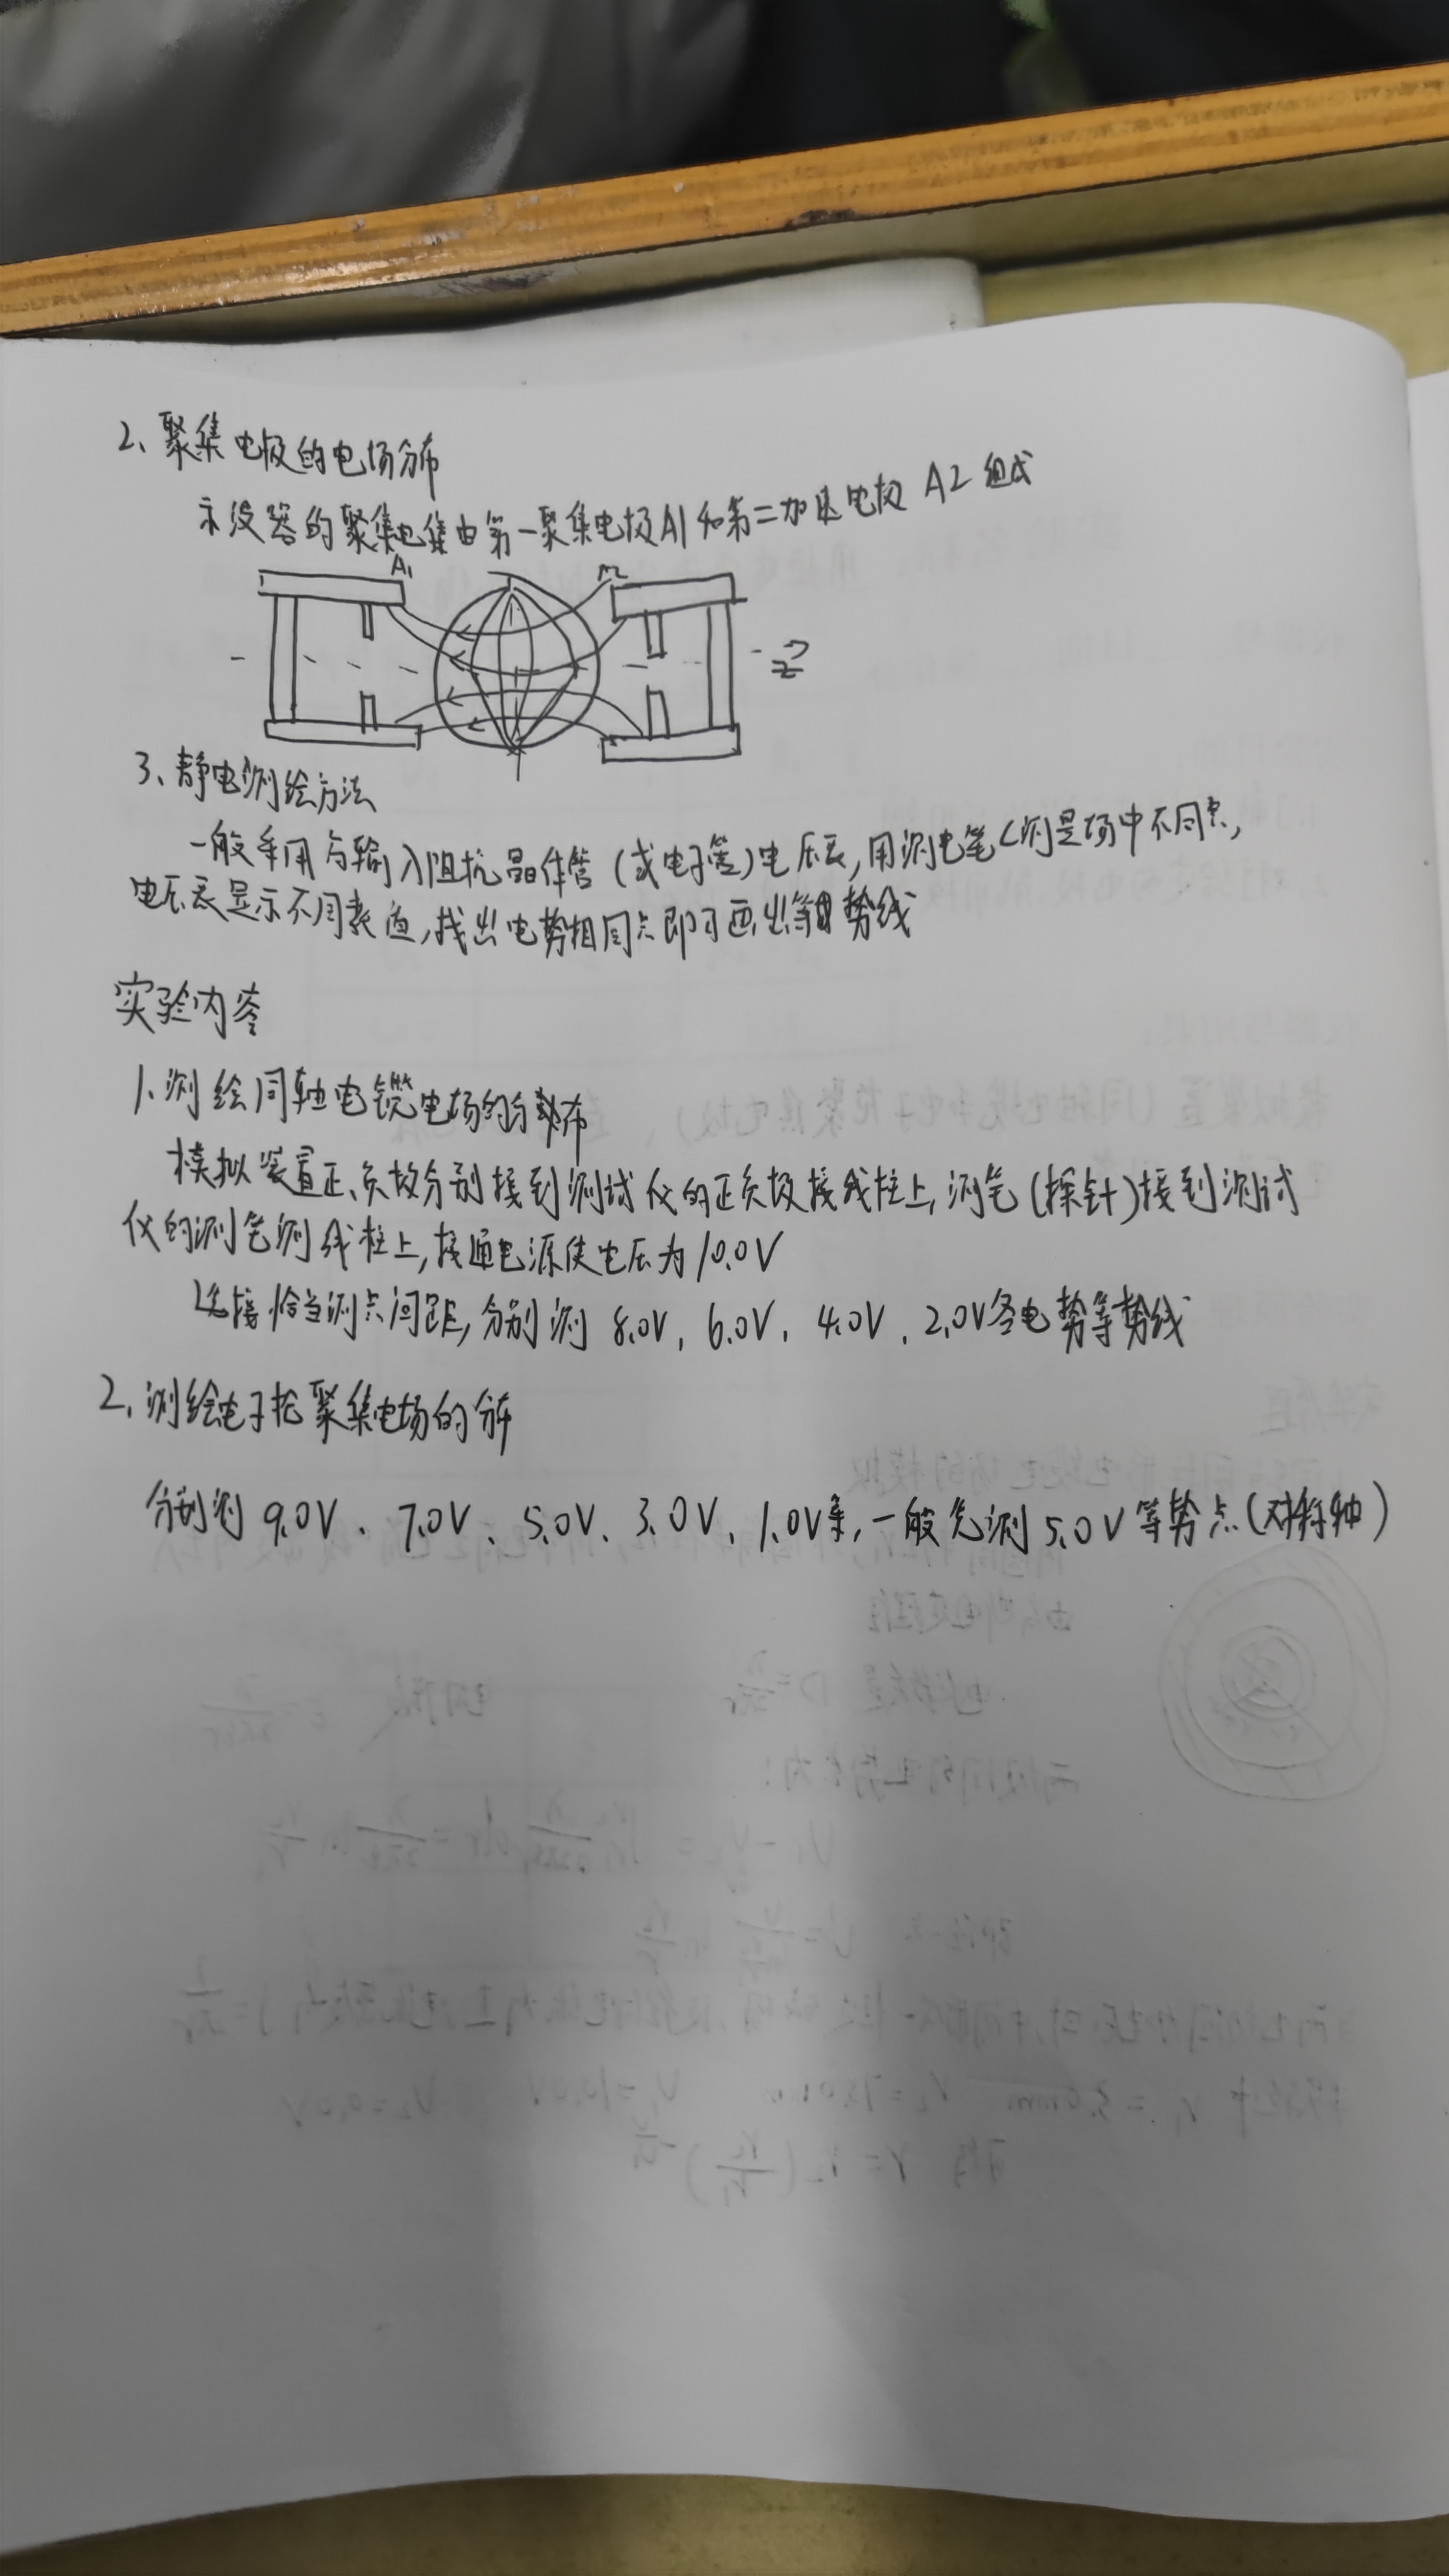 2、聚集电极的电场分布
示波器的聚集电集由第一聚集电极A1和第二加速电极 A2 组成
A1 A2
Z
3、静电测绘方法
一般采用高输入阻抗晶体管(或电子管)电压表,用测电笔测量场中不同点,
电压表显示不同数值,找出电势相同点即可画出等势线
实验内容
1、测绘同轴电缆电场的分布
模拟装置正、负极分别接到测试仪的正负极接线柱上,测笔(探针)接到测试
仪的测笔测线柱上,接通电源使电压为10.0V
选择恰当测点间距,分别测 8.0V,6.0V,4.0V,2.0V各电势等势线
2、测绘电子枪聚集电场的分布
分别测 9.0V、7.0V、5.0V、3.0V、1.0V等,一般先测5.0V等势点(对称轴)